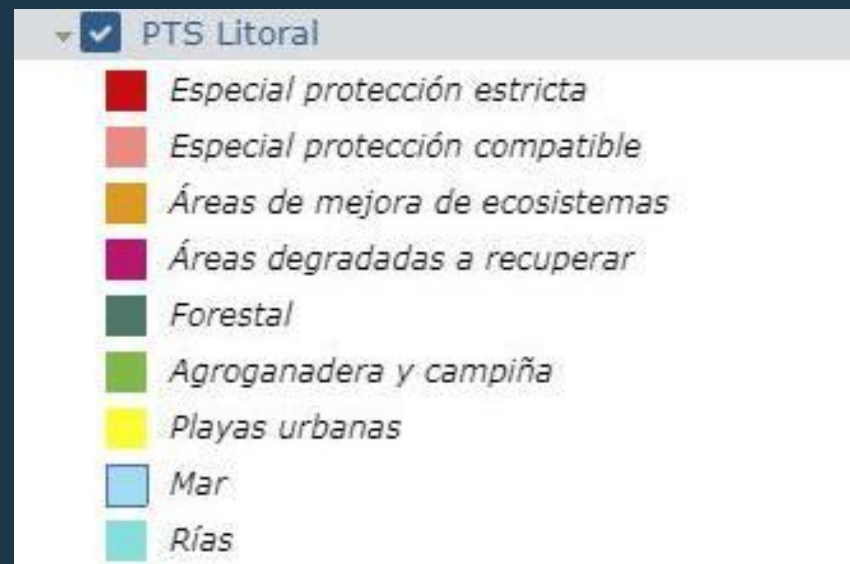 PTS Litoral
Especial protección estricta
Especial protección compatible
Áreas de mejora de ecosistemas
Áreas degradadas a recuperar
Forestal
Agroganadera y campiña
Playas urbanas
Mar
Rías